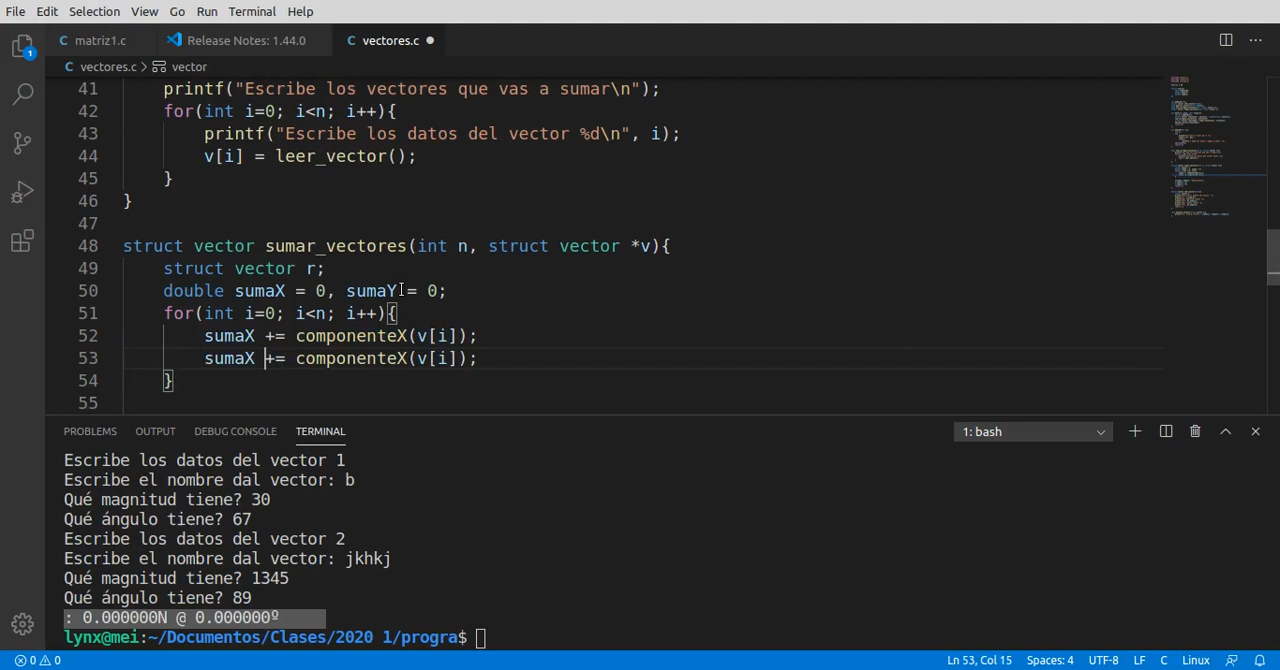 File Edit Selection View Go Run Terminal Help
matriz1.c Release Notes: 1.44.0 vectores.c
vectores.c > vector
41 printf("Escribe los vectores que vas a sumar\n");
42 for(int i=0; i<n; i++){
43 printf("Escribe los datos del vector %d\n", i);
44 v[i] = leer_vector();
45 }
46 }
47
48 struct vector sumar_vectores(int n, struct vector *v){
49 struct vector r;
50 double sumaX = 0, sumaY = 0;
51 for(int i=0; i<n; i++){
52 sumaX += componenteX(v[i]);
53 sumaX += componenteX(v[i]);
54 }
55
PROBLEMS OUTPUT DEBUG CONSOLE TERMINAL 1: bash
Escribe los datos del vector 1
Escribe el nombre dal vector: b
Qué magnitud tiene? 30
Qué ángulo tiene? 67
Escribe los datos del vector 2
Escribe el nombre dal vector: jkhkj
Qué magnitud tiene? 1345
Qué ángulo tiene? 89
: 0.000000N @ 0.000000º
lynx@mei:~/Documentos/Clases/2020 1/progra$
0 0 Ln 53, Col 15 Spaces: 4 UTF-8 LF C Linux